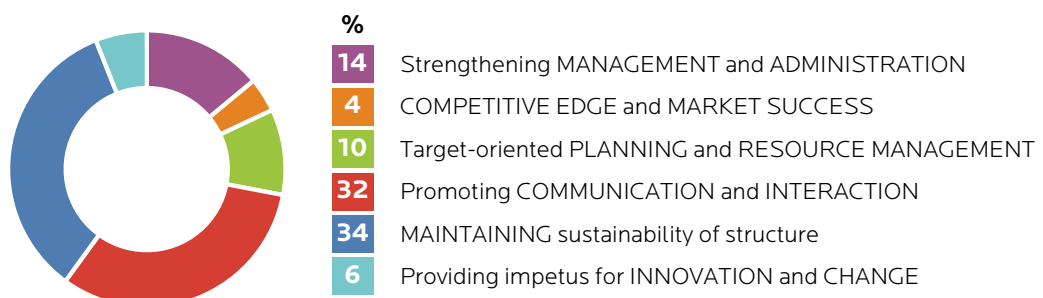 %
14 Strengthening MANAGEMENT and ADMINISTRATION
4 COMPETITIVE EDGE and MARKET SUCCESS
10 Target-oriented PLANNING and RESOURCE MANAGEMENT
32 Promoting COMMUNICATION and INTERACTION
34 MAINTAINING sustainability of structure
6 Providing impetus for INNOVATION and CHANGE